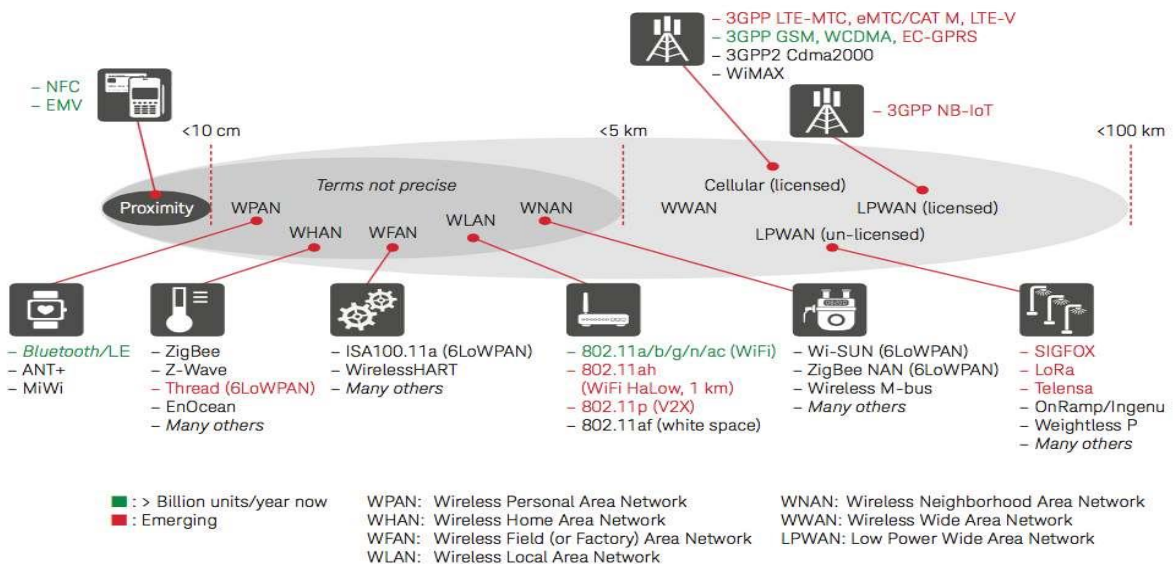 – 3GPP LTE-MTC, eMTC/CAT M, LTE-V
– 3GPP GSM, WCDMA, EC-GPRS
– 3GPP2 Cdma2000
– WiMAX
– NFC
– EMV
– 3GPP NB-IoT
<10 cm
<5 km
<100 km
Terms not precise
Cellular (licensed)
Proximity
WPAN
WNAN
WWAN
LPWAN (licensed)
WHAN
WFAN
WLAN
LPWAN (un-licensed)
– Bluetooth/LE
– ANT+
– MiWi
– ZigBee
– Z-Wave
– Thread (6LoWPAN)
– EnOcean
– Many others
– ISA100.11a (6LoWPAN)
– WirelessHART
– Many others
– 802.11a/b/g/n/ac (WiFi)
– 802.11ah
(WiFi HaLow, 1 km)
– 802.11p (V2X)
– 802.11af (white space)
– Wi-SUN (6LoWPAN)
– ZigBee NAN (6LoWPAN)
– Wireless M-bus
– Many others
– SIGFOX
– LoRa
– Telensa
– OnRamp/Ingenu
– Weightless P
– Many others
: > Billion units/year now
: Emerging
WPAN: Wireless Personal Area Network
WHAN: Wireless Home Area Network
WFAN: Wireless Field (or Factory) Area Network
WLAN: Wireless Local Area Network
WNAN: Wireless Neighborhood Area Network
WWAN: Wireless Wide Area Network
LPWAN: Low Power Wide Area Network